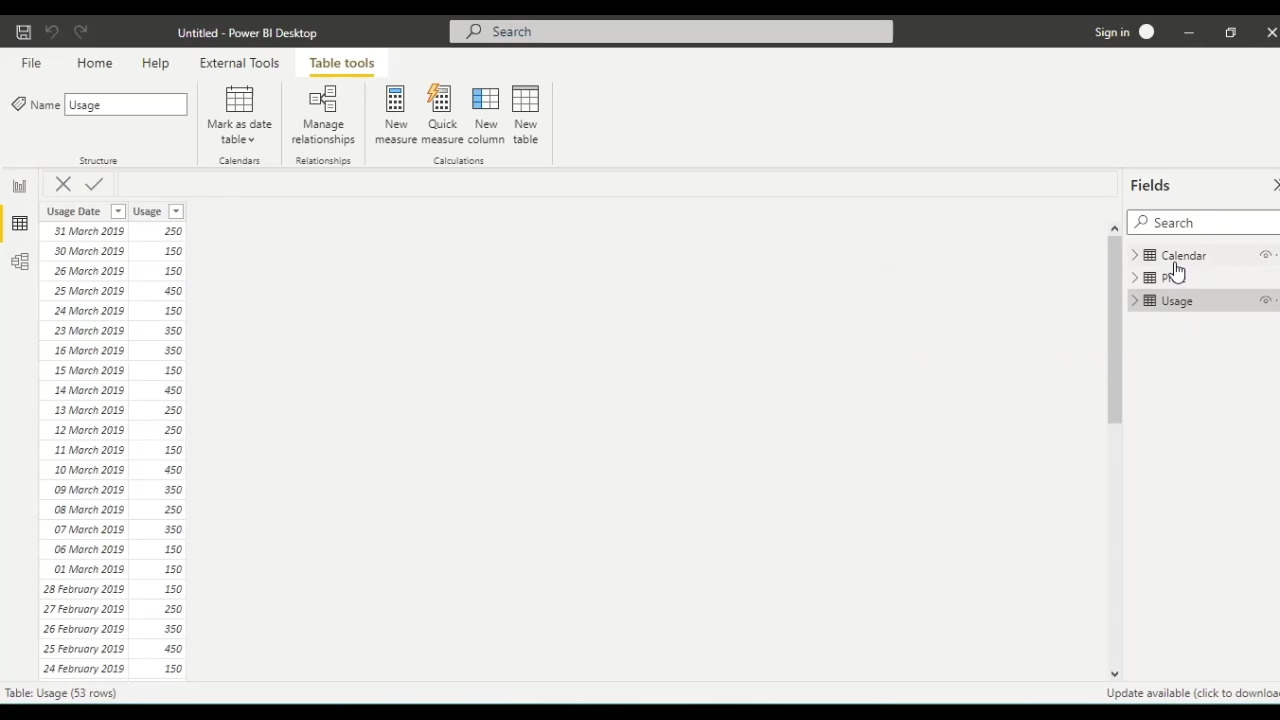 Untitled - Power BI Desktop
Search
Sign in
File
Home
Help
External Tools
Table tools
Name
Usage
Mark as date
table
Manage
relationships
New
measure
Quick
measure
New
column
New
table
Structure
Calendars
Relationships
Calculations
Fields
Search
Calendar
Usage
Usage Date Usage
31 March 2019 250
30 March 2019 150
26 March 2019 150
25 March 2019 450
24 March 2019 150
23 March 2019 350
16 March 2019 350
15 March 2019 150
14 March 2019 450
13 March 2019 250
12 March 2019 250
11 March 2019 150
10 March 2019 450
09 March 2019 350
08 March 2019 250
07 March 2019 350
06 March 2019 150
01 March 2019 150
28 February 2019 150
27 February 2019 250
26 February 2019 350
25 February 2019 450
24 February 2019 150
Table: Usage (53 rows)
Update available (click to download